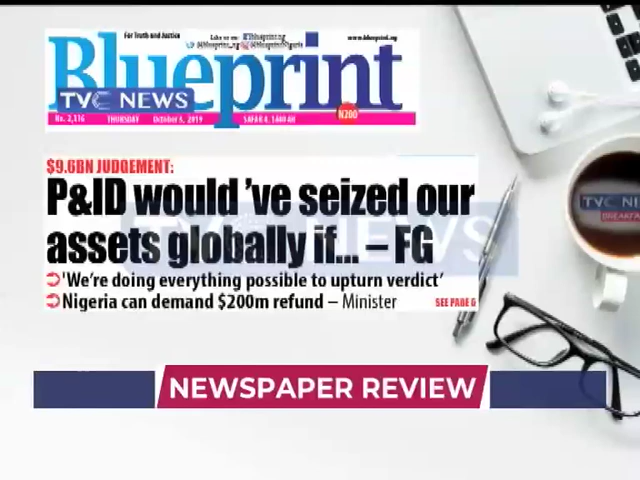 For Truth and Justice
www.blueprint.ng
Blueprint
TVC NEWS
THURSDAY
October 3, 2019
N200
$9.6BN JUDGEMENT:
P&ID would 've seized our
assets globally if... – FG
'We're doing everything possible to upturn verdict'
Nigeria can demand $200m refund – Minister
SEE PAGE 6
TVC NEWS
NEWSPAPER REVIEW